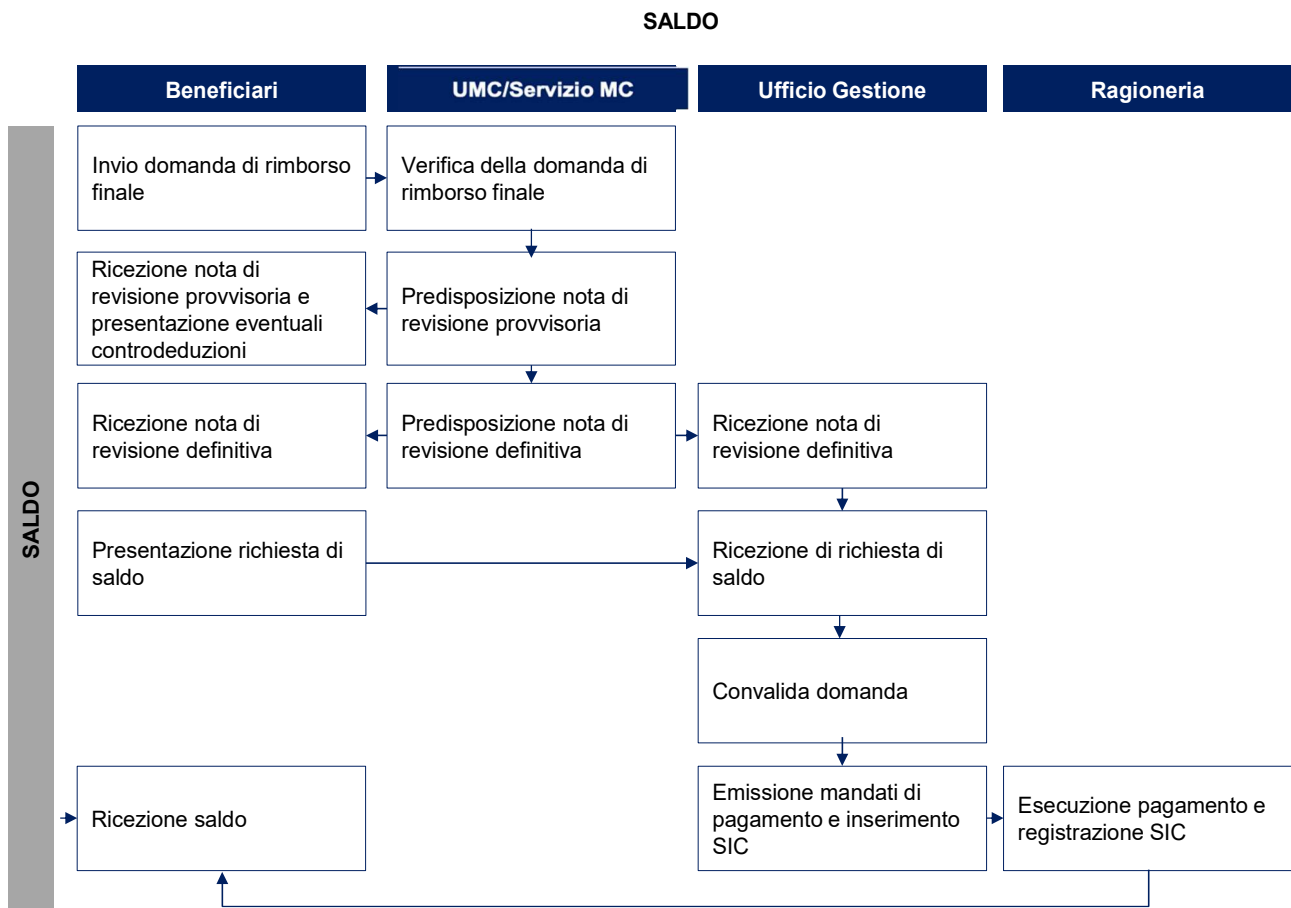 SALDO
Beneficiari
UMC/Servizio MC
Ufficio Gestione
Ragioneria
SALDO
Invio domanda di rimborso
finale
Verifica della domanda di
rimborso finale
Ricezione nota di
revisione provvisoria e
presentazione eventuali
controdeduzioni
Predisposizione nota di
revisione provvisoria
Ricezione nota di
revisione definitiva
Predisposizione nota di
revisione definitiva
Ricezione nota di
revisione definitiva
Presentazione richiesta di
saldo
Ricezione di richiesta di
saldo
Convalida domanda
Ricezione saldo
Emissione mandati di
pagamento e inserimento
SIC
Esecuzione pagamento e
registrazione SIC